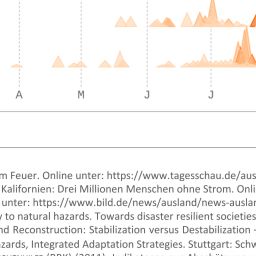 A M J J
m Feuer. Online unter: https://www.tagesschau.de/aus
Kalifornien: Drei Millionen Menschen ohne Strom. Onli
unter: https://www.bild.de/news/ausland/news-auslan
y to natural hazards. Towards disaster resilient societies
nd Reconstruction: Stabilization versus Destabilization -
azards, Integrated Adaptation Strategies. Stuttgart: Schw